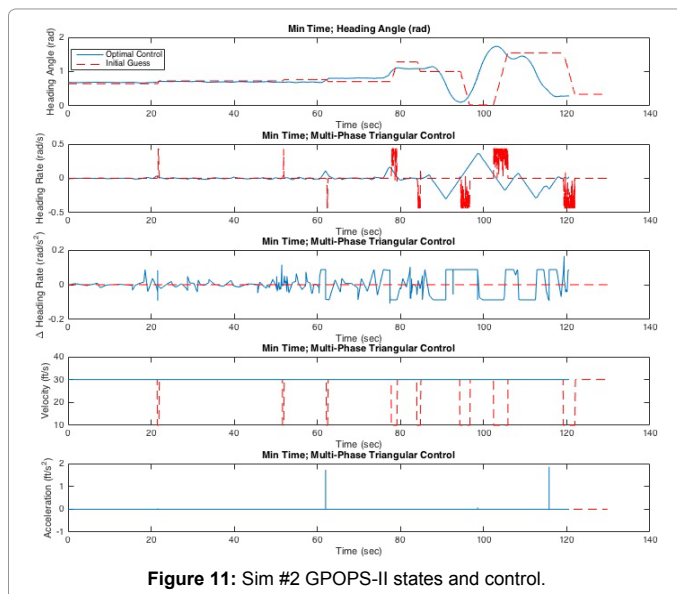 Min Time; Heading Angle (rad)
Heading Angle (rad)
2
1
0
Optimal Control
Initial Guess
0 20 40 60 80 100 120 140
Time (sec)
Min Time; Multi-Phase Triangular Control
Heading Rate (rad/s)
0.5
0
-0.5
0 20 40 60 80 100 120 140
Time (sec)
Min Time; Multi-Phase Triangular Control
Δ Heading Rate (rad/s²)
0.2
0
-0.2
0 20 40 60 80 100 120 140
Time (sec)
Min Time; Multi-Phase Triangular Control
Velocity (ft/s)
40
30
20
10
0 20 40 60 80 100 120 140
Time (sec)
Min Time; Multi-Phase Triangular Control
Acceleration (ft/s²)
2
1
0
-1
0 20 40 60 80 100 120 140
Time (sec)
Figure 11: Sim #2 GPOPS-II states and control.